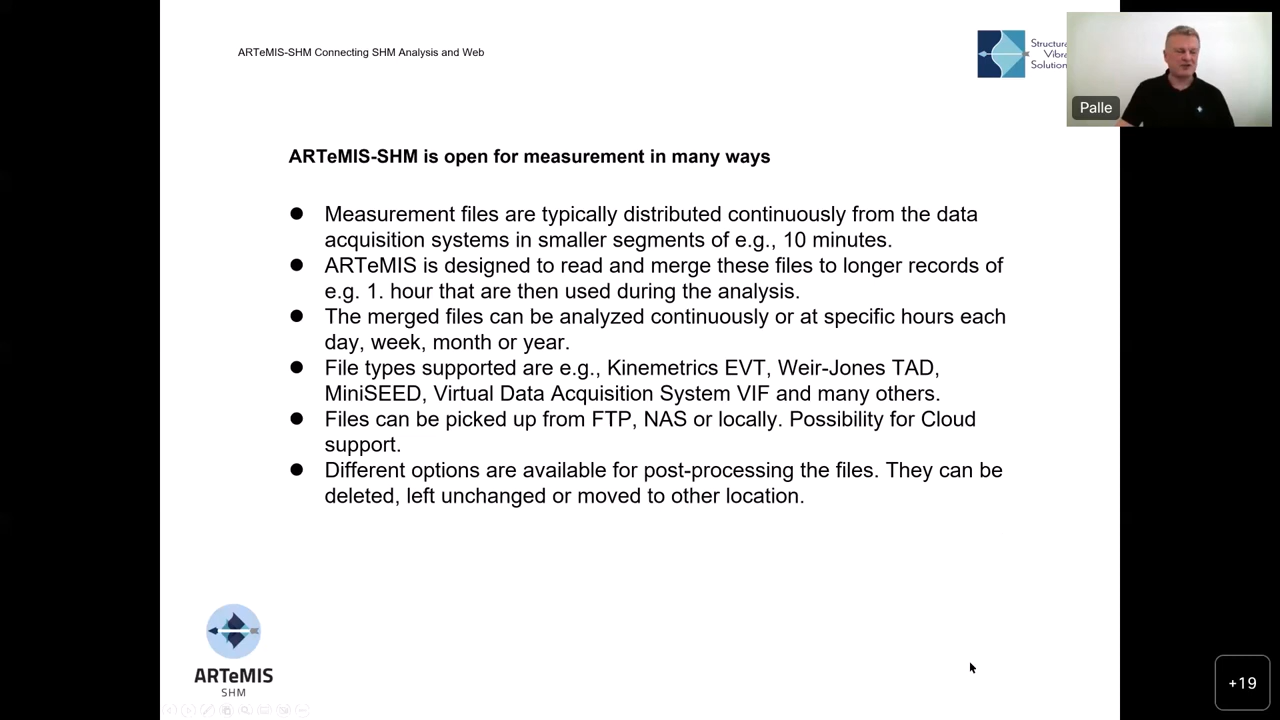 ARTeMIS-SHM Connecting SHM Analysis and Web
Palle
ARTeMIS-SHM is open for measurement in many ways
Measurement files are typically distributed continuously from the data
acquisition systems in smaller segments of e.g., 10 minutes.
ARTeMIS is designed to read and merge these files to longer records of
e.g. 1. hour that are then used during the analysis.
The merged files can be analyzed continuously or at specific hours each
day, week, month or year.
File types supported are e.g., Kinemetrics EVT, Weir-Jones TAD,
MiniSEED, Virtual Data Acquisition System VIF and many others.
Files can be picked up from FTP, NAS or locally. Possibility for Cloud
support.
Different options are available for post-processing the files. They can be
deleted, left unchanged or moved to other location.
ARTeMIS
SHM
+19